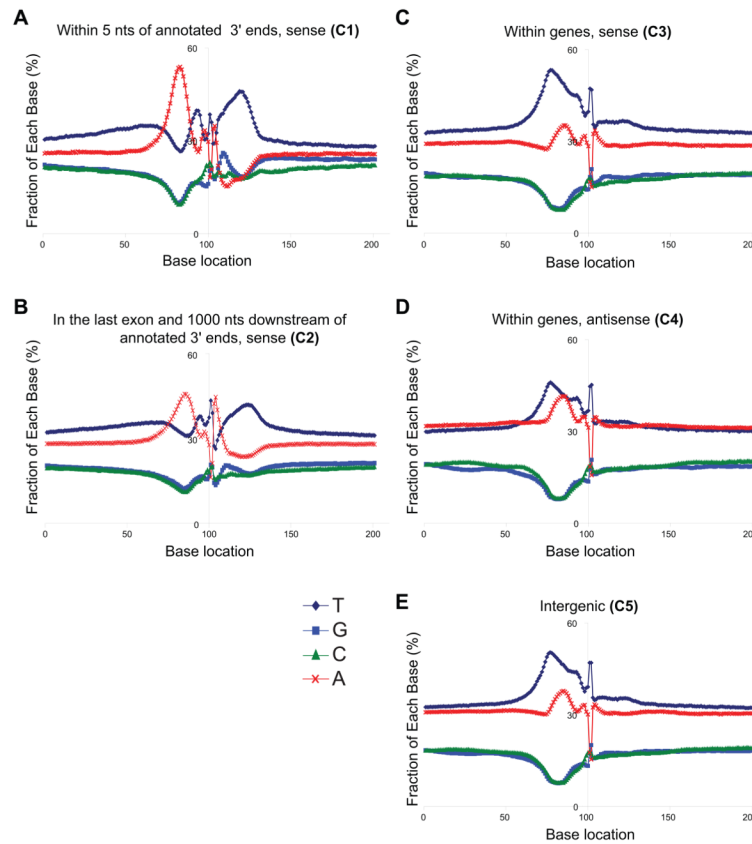 A
Within 5 nts of annotated 3' ends, sense (C1)
Fraction of Each Base (%)
60
30
0
0
50
100
150
200
Base location
B
In the last exon and 1000 nts downstream of
annotated 3' ends, sense (C2)
Fraction of Each Base (%)
60
30
0
0
50
100
150
200
Base location
T
G
C
A
C
Within genes, sense (C3)
Fraction of Each Base (%)
60
30
0
0
50
100
150
200
Base location
D
Within genes, antisense (C4)
Fraction of Each Base (%)
60
30
0
0
50
100
150
200
Base location
E
Intergenic (C5)
Fraction of Each Base (%)
60
30
0
0
50
100
150
200
Base location